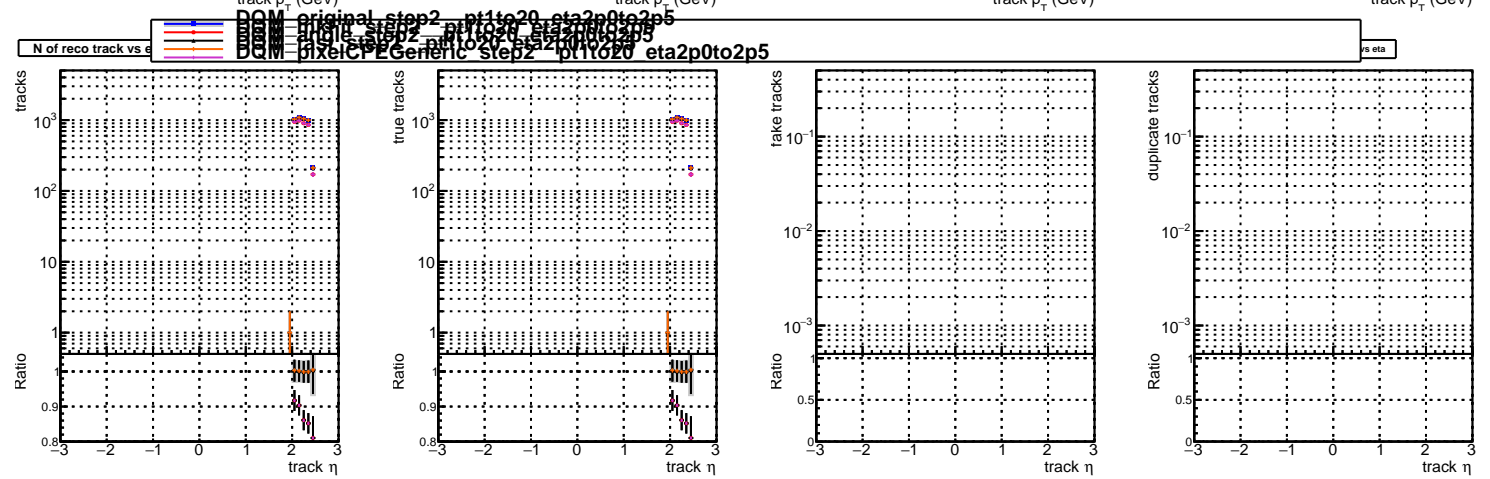 track p_T (GeV) track p_T (GeV) track p_T (GeV) track p_T (GeV)
DQM_original_step2__pt1to20_eta2p0to2p5
DQM_angle_step2__pt1to20_eta2p0to2p5
DQM_pixelCPEGeneric_step2__pt1to20_eta2p0to2p5
N of reco track vs e
vs eta
tracks
10³
10²
10
1
Ratio
1
0.9
0.8
−3 −2 −1 0 1 2 3
track η
true tracks
10³
10²
10
1
Ratio
1
0.9
0.8
−3 −2 −1 0 1 2 3
track η
fake tracks
10⁻¹
10⁻²
10⁻³
Ratio
1
0.5
0
−3 −2 −1 0 1 2 3
track η
duplicate tracks
10⁻¹
10⁻²
10⁻³
Ratio
1
0.5
0
−3 −2 −1 0 1 2 3
track η